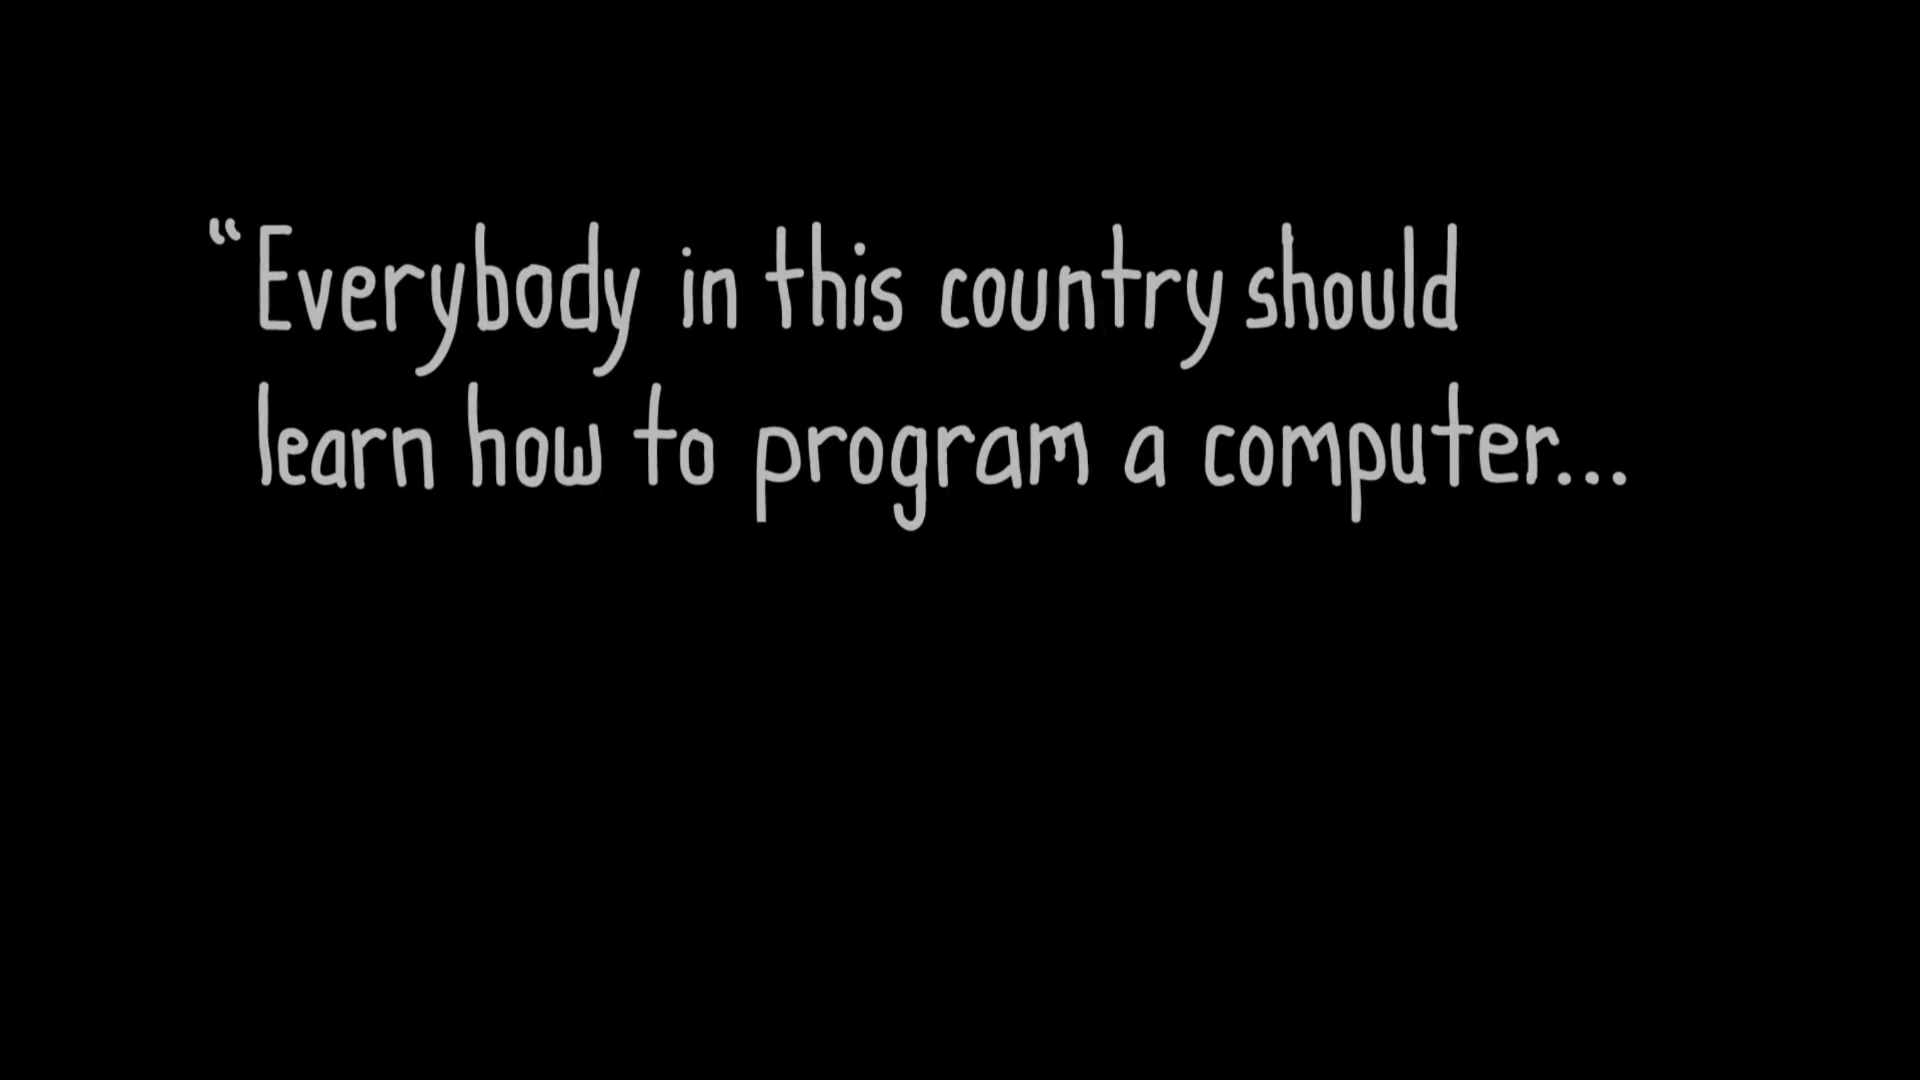 “Everybody in this country should
learn how to program a computer...